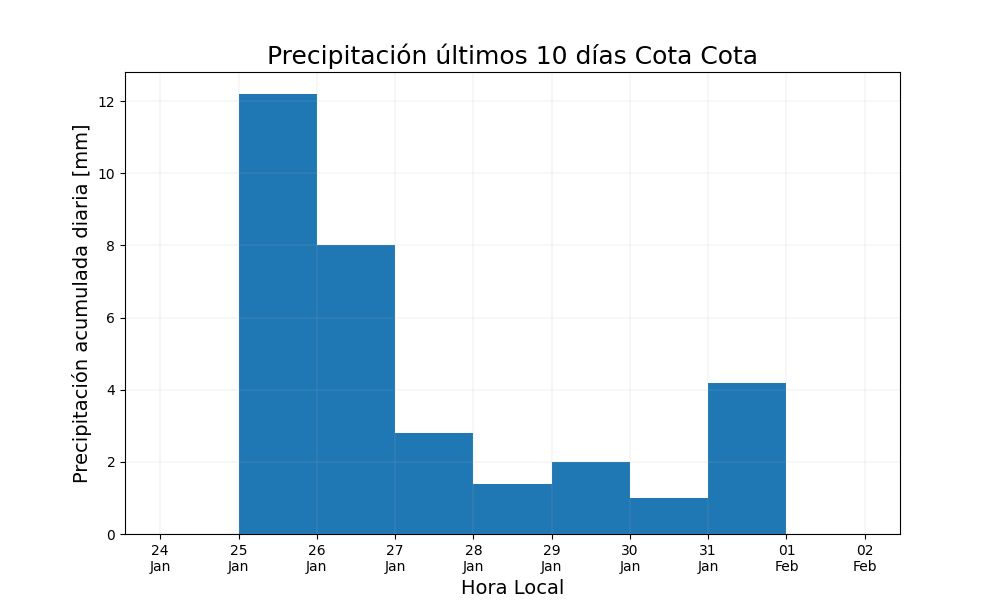 Precipitación últimos 10 días Cota Cota
Precipitación acumulada diaria [mm]
12
10
8
6
4
2
0
24 Jan
25 Jan
26 Jan
27 Jan
28 Jan
29 Jan
30 Jan
31 Jan
01 Feb
02 Feb
Hora Local